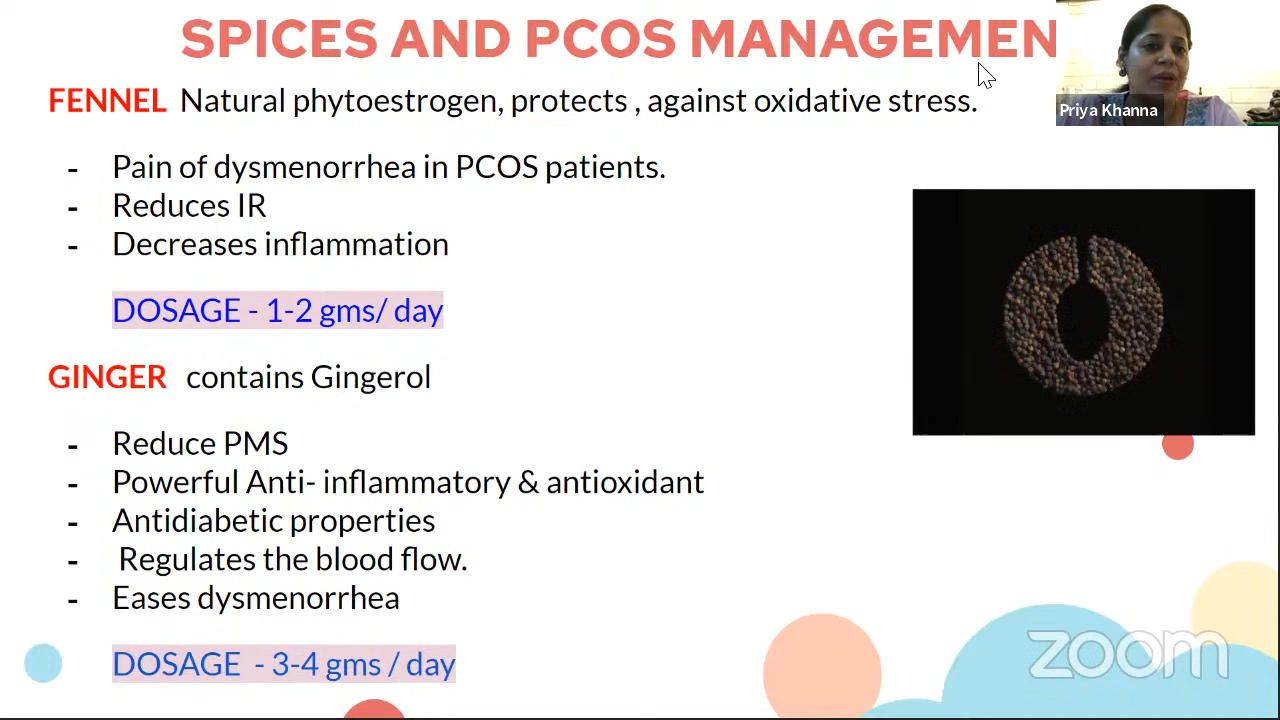 SPICES AND PCOS MANAGEMEN
Priya Khanna
FENNEL Natural phytoestrogen, protects , against oxidative stress.
- Pain of dysmenorrhea in PCOS patients.
- Reduces IR
- Decreases inflammation
DOSAGE - 1-2 gms/ day
GINGER contains Gingerol
- Reduce PMS
- Powerful Anti- inflammatory & antioxidant
- Antidiabetic properties
- Regulates the blood flow.
- Eases dysmenorrhea
DOSAGE - 3-4 gms / day
zoom